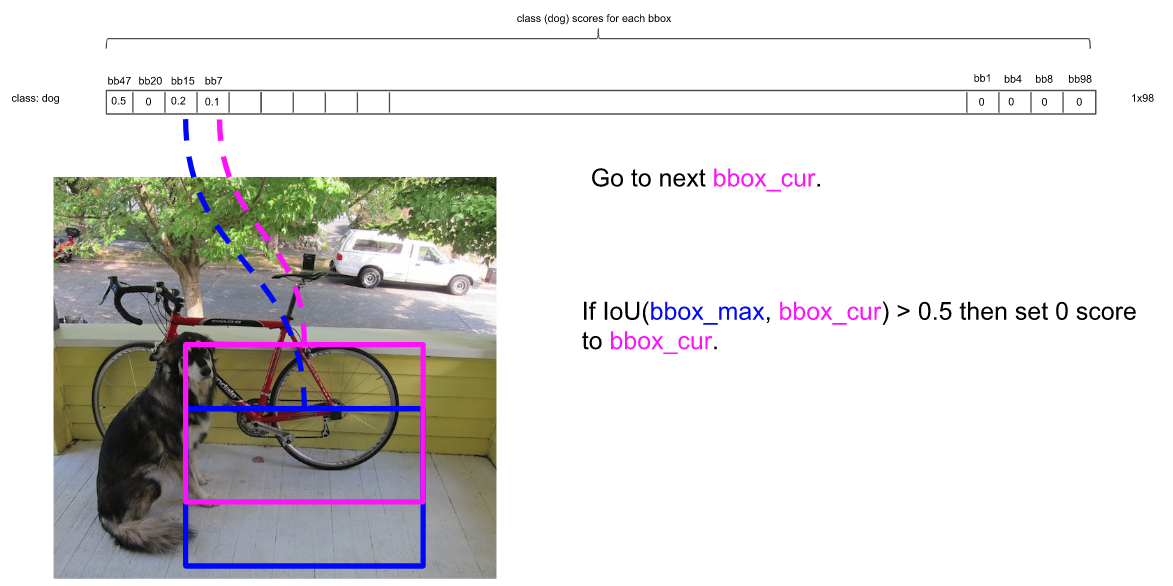 class (dog) scores for each bbox
bb47 bb20 bb15 bb7 bb1 bb4 bb8 bb98
class: dog 0.5 0 0.2 0.1 0 0 0 0 1x98
Go to next bbox_cur.
If IoU(bbox_max, bbox_cur) > 0.5 then set 0 score
to bbox_cur.